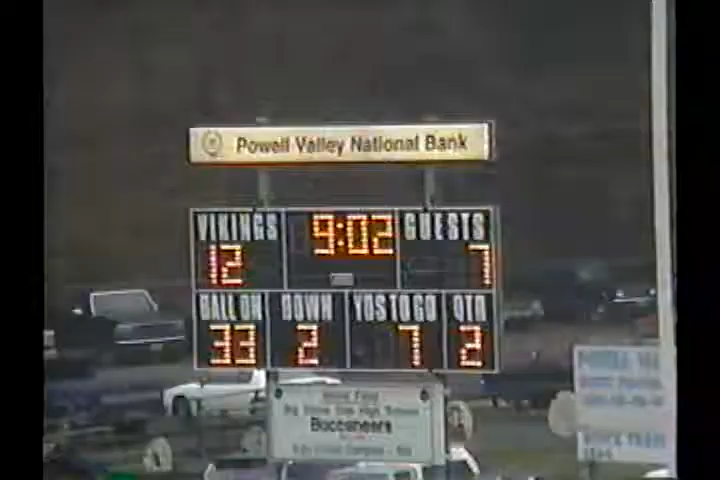 Powell Valley National Bank
VIKINGS 9:02 GUESTS
12 7
BALL ON DOWN YDS TO GO QTR
33 2 7 2
Buccaneers